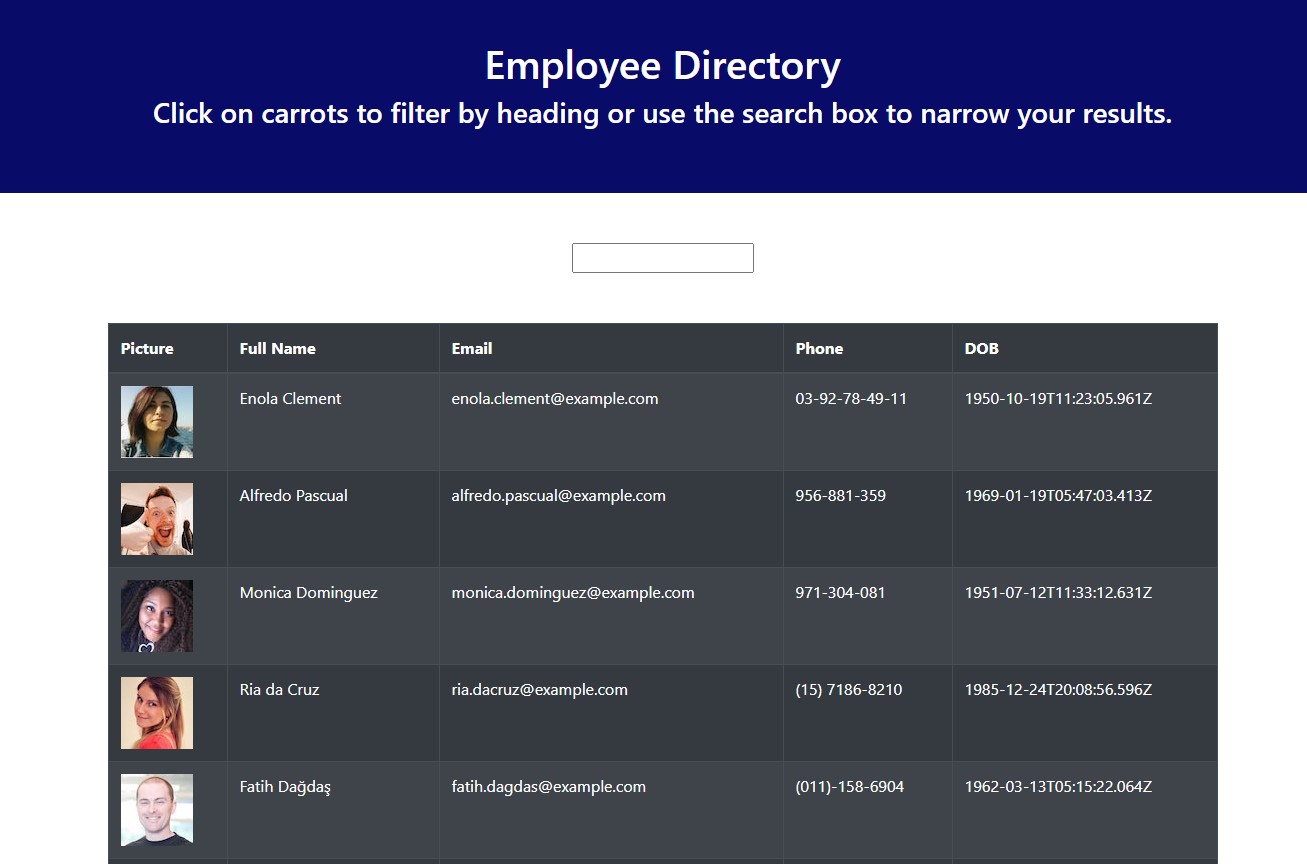 Employee Directory
Click on carrots to filter by heading or use the search box to narrow your results.
Picture Full Name Email Phone DOB
Enola Clement enola.clement@example.com 03-92-78-49-11 1950-10-19T11:23:05.961Z
Alfredo Pascual alfredo.pascual@example.com 956-881-359 1969-01-19T05:47:03.413Z
Monica Dominguez monica.dominguez@example.com 971-304-081 1951-07-12T11:33:12.631Z
Ria da Cruz ria.dacruz@example.com (15) 7186-8210 1985-12-24T20:08:56.596Z
Fatih Dağdaş fatih.dagdas@example.com (011)-158-6904 1962-03-13T05:15:22.064Z